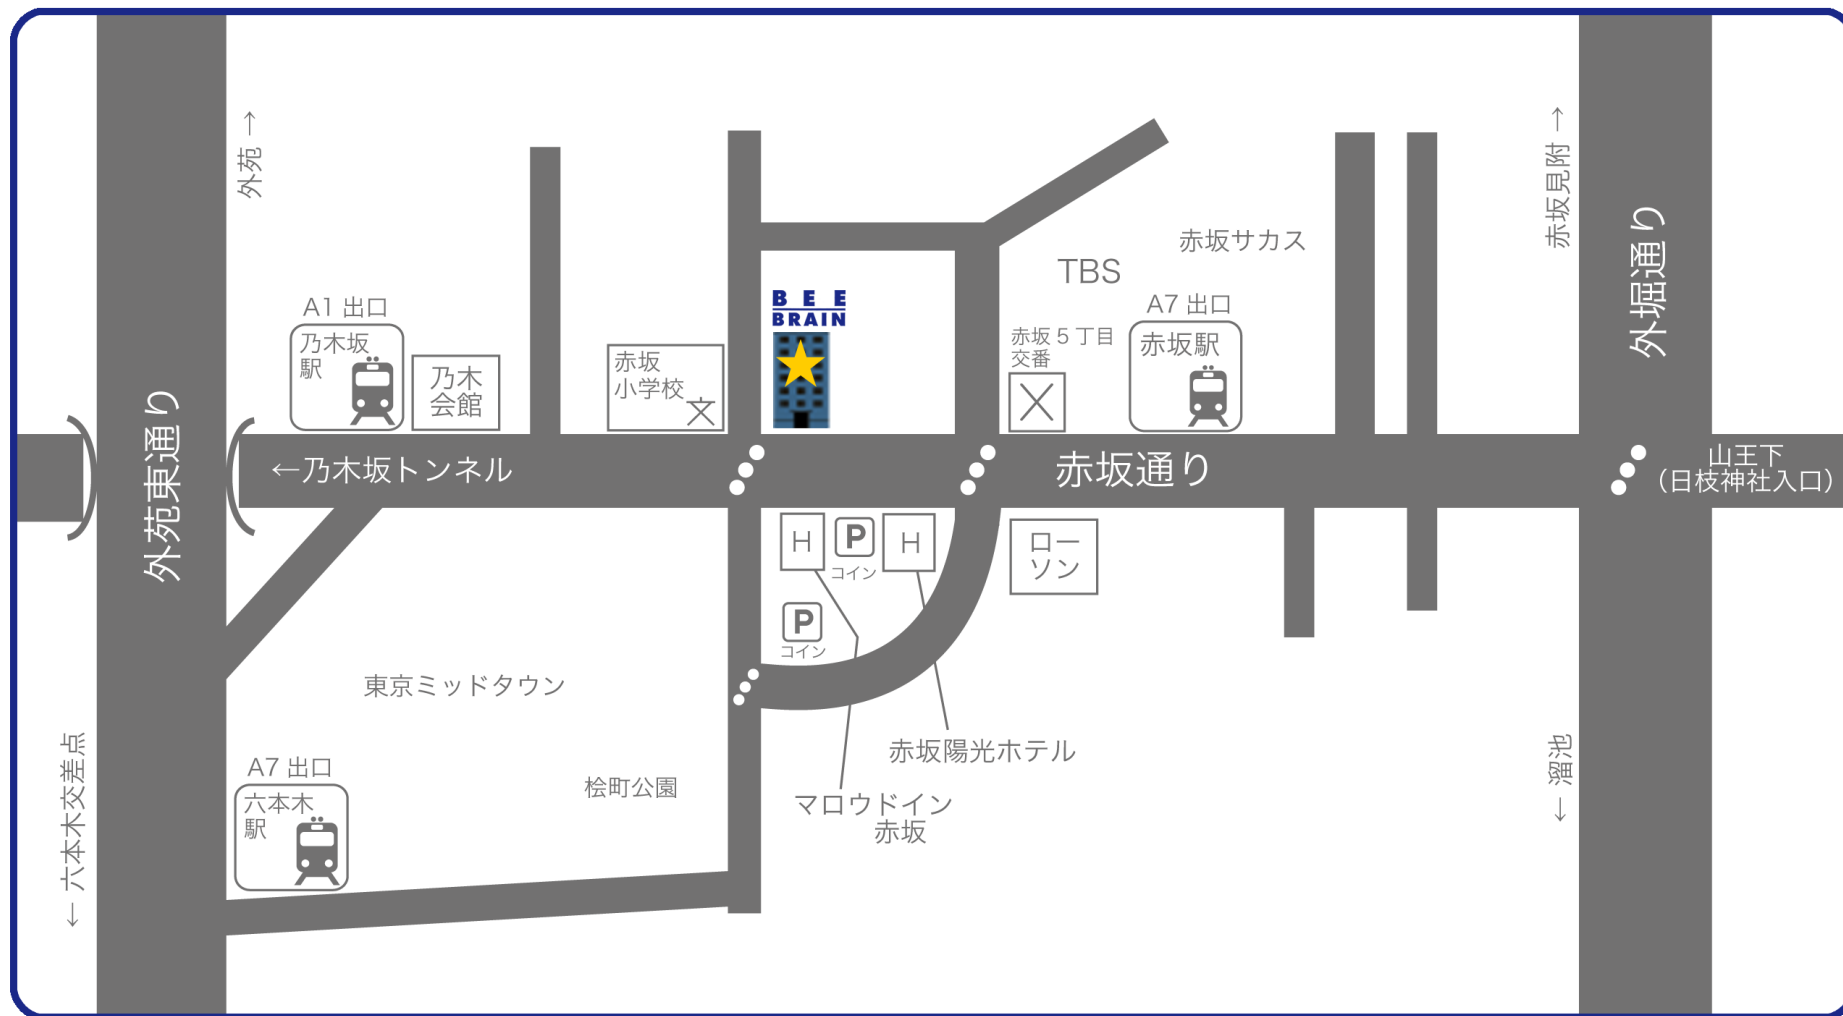 外苑 →
赤坂見附 →
外堀通り
赤坂サカス
TBS
BEE
BRAIN
A1 出口
乃木坂
駅
乃木
会館
赤坂
小学校
文
赤坂 5 丁目
交番
A7 出口
赤坂駅
外苑東通り
←乃木坂トンネル
赤坂通り
山王下
(日枝神社入口)
H
P
コイン
H
ロー
ソン
P
コイン
東京ミッドタウン
赤坂陽光ホテル
マロウドイン
赤坂
桧町公園
A7 出口
六本木
駅
← 六本木交差点
← 溜池